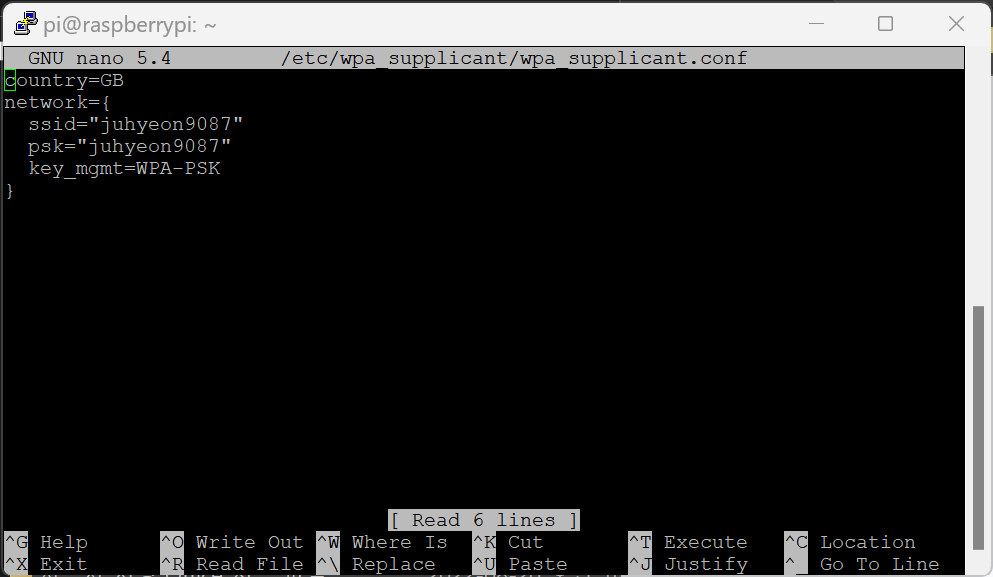 pi@raspberrypi: ~
GNU nano 5.4 /etc/wpa_supplicant/wpa_supplicant.conf
country=GB
network={
ssid="juhyeon9087"
psk="juhyeon9087"
key_mgmt=WPA-PSK
}
[ Read 6 lines ]
^G Help ^O Write Out ^W Where Is ^K Cut ^T Execute ^C Location
^X Exit ^R Read File ^\ Replace ^U Paste ^J Justify ^_ Go To Line